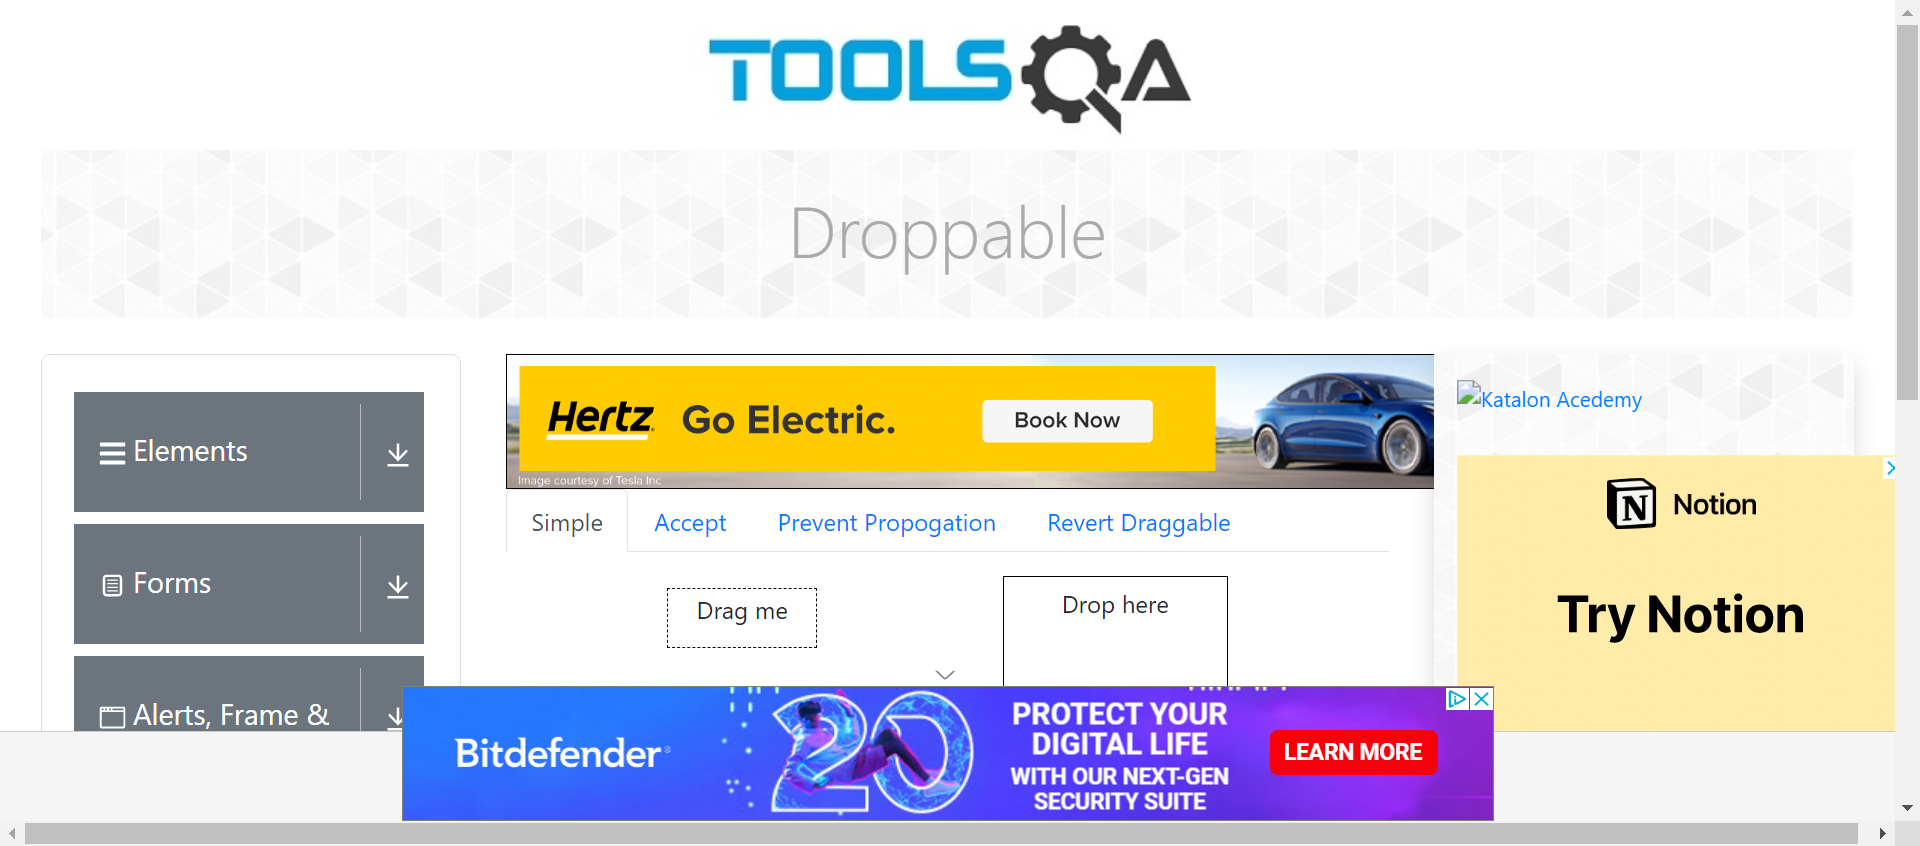 TOOLSQA
Droppable
Elements
Forms
Alerts, Frame &
Hertz. Go Electric. Book Now
Image courtesy of Tesla Inc
Simple Accept Prevent Propogation Revert Draggable
Drag me
Drop here
Katalon Acedemy
Notion
Try Notion
Bitdefender®
20
PROTECT YOUR
DIGITAL LIFE
WITH OUR NEXT-GEN
SECURITY SUITE
LEARN MORE